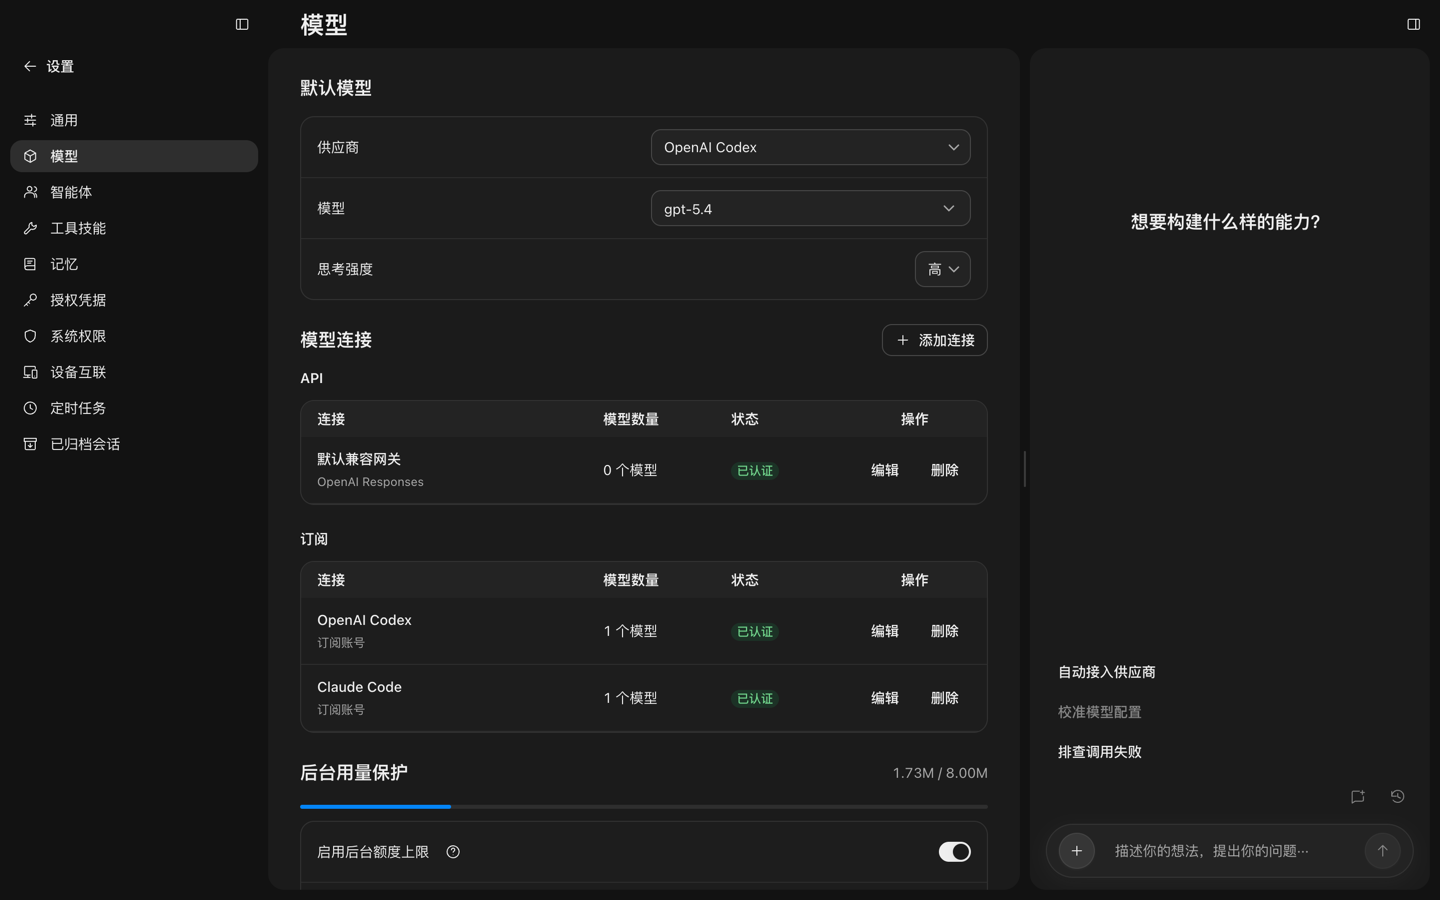 模型
设置
通用
模型
智能体
工具技能
记忆
授权凭据
系统权限
设备互联
定时任务
已归档会话
默认模型
供应商
OpenAI Codex
模型
gpt-5.4
思考强度
高
模型连接
添加连接
API
连接 模型数量 状态 操作
默认兼容网关
OpenAI Responses
0 个模型 已认证 编辑 删除
订阅
连接 模型数量 状态 操作
OpenAI Codex
订阅账号
1 个模型 已认证 编辑 删除
Claude Code
订阅账号
1 个模型 已认证 编辑 删除
后台用量保护 1.73M / 8.00M
启用后台额度上限
想要构建什么样的能力?
自动接入供应商
校准模型配置
排查调用失败
描述你的想法，提出你的问题···